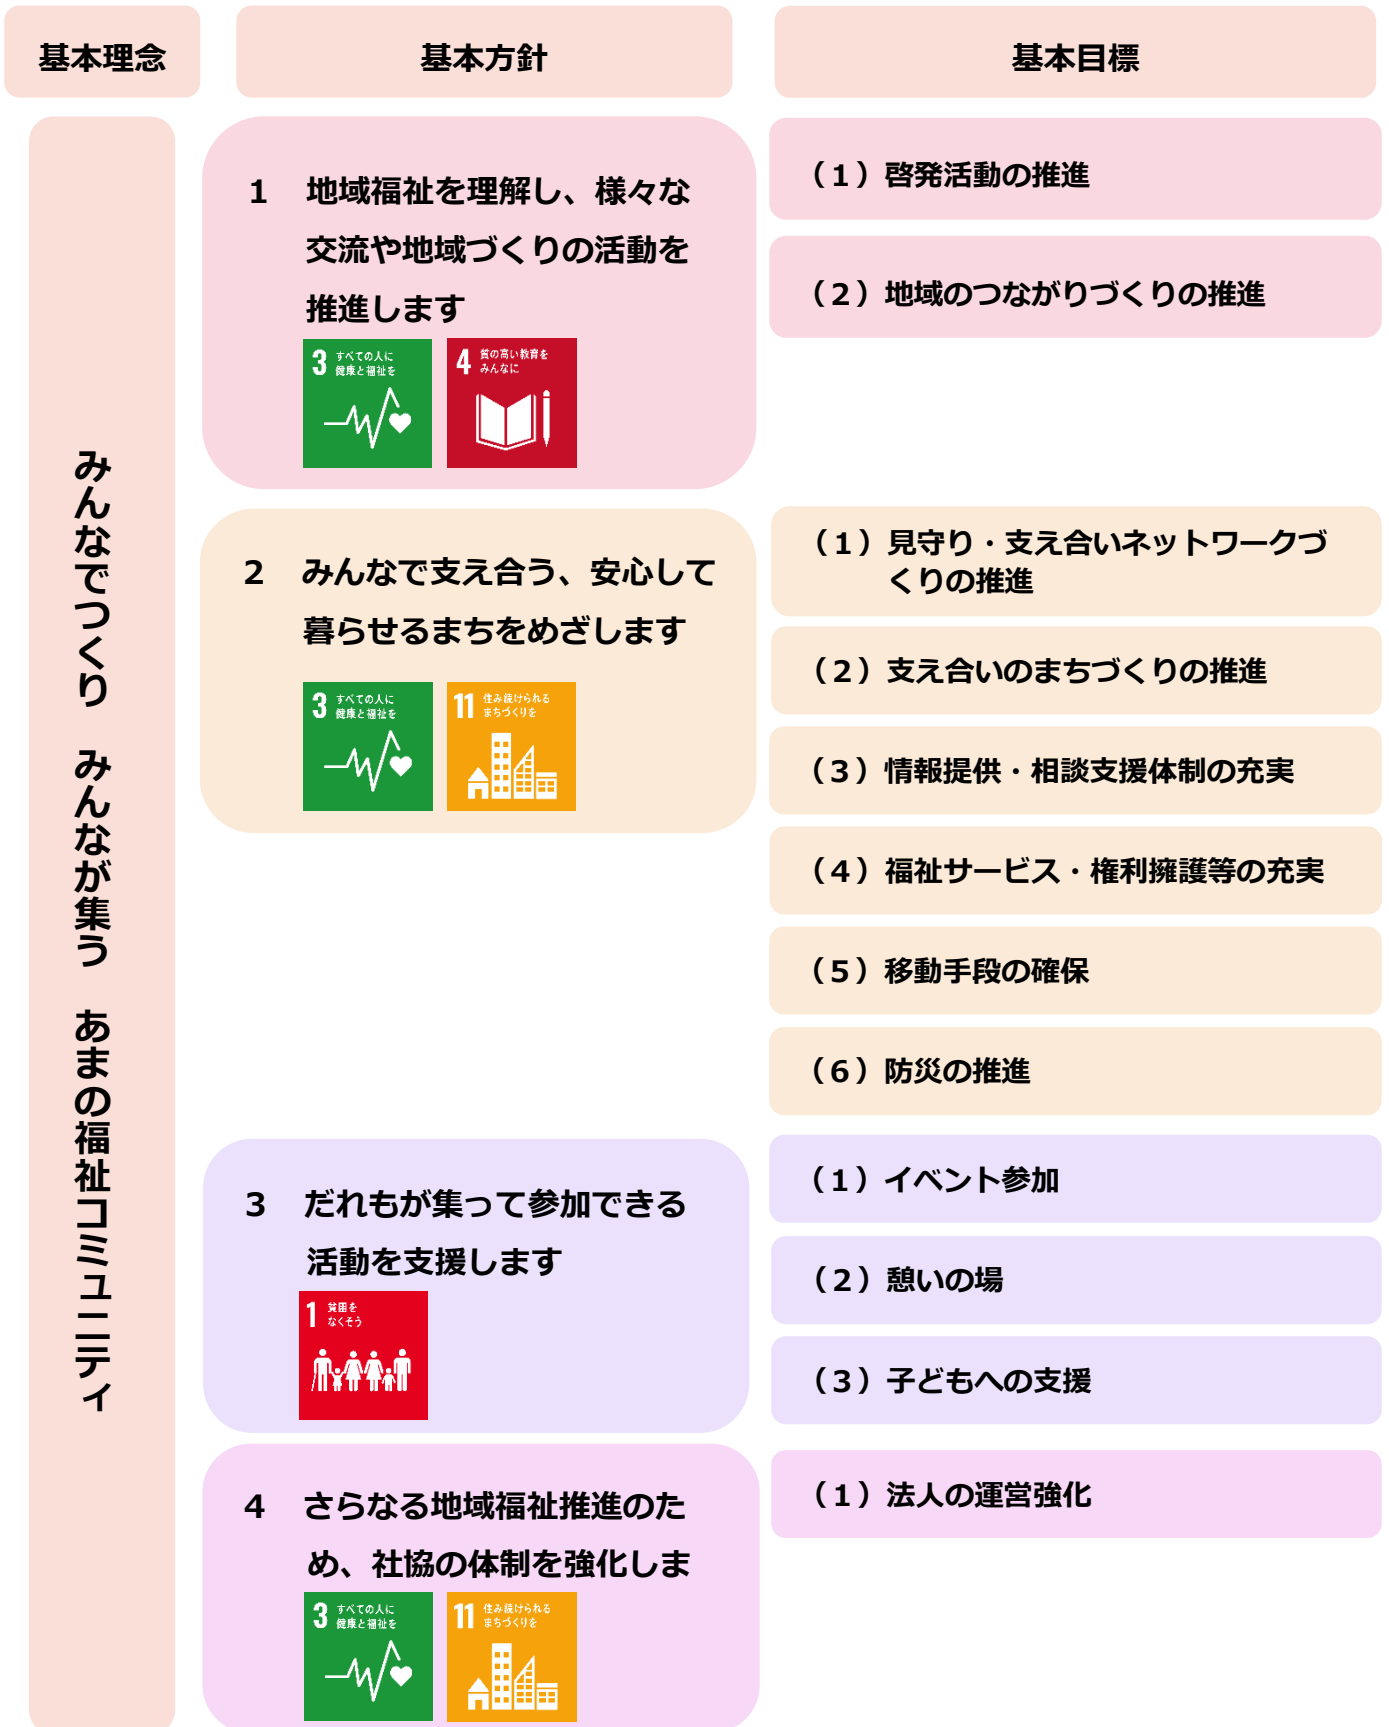 基本理念
基本方針
基本目標
みんなでつくり　みんなが集う　あまの福祉コミュニティ
1　地域福祉を理解し、様々な
交流や地域づくりの活動を
推進します
3 すべての人に
健康と福祉を
4 質の高い教育を
みんなに
（1）啓発活動の推進
（2）地域のつながりづくりの推進
2　みんなで支え合う、安心して
暮らせるまちをめざします
3 すべての人に
健康と福祉を
11 住み続けられる
まちづくりを
（1）見守り・支え合いネットワークづ
くりの推進
（2）支え合いのまちづくりの推進
（3）情報提供・相談支援体制の充実
（4）福祉サービス・権利擁護等の充実
（5）移動手段の確保
（6）防災の推進
3　だれもが集って参加できる
活動を支援します
1 貧困を
なくそう
（1）イベント参加
（2）憩いの場
（3）子どもへの支援
4　さらなる地域福祉推進のた
め、社協の体制を強化しま
3 すべての人に
健康と福祉を
11 住み続けられる
まちづくりを
（1）法人の運営強化